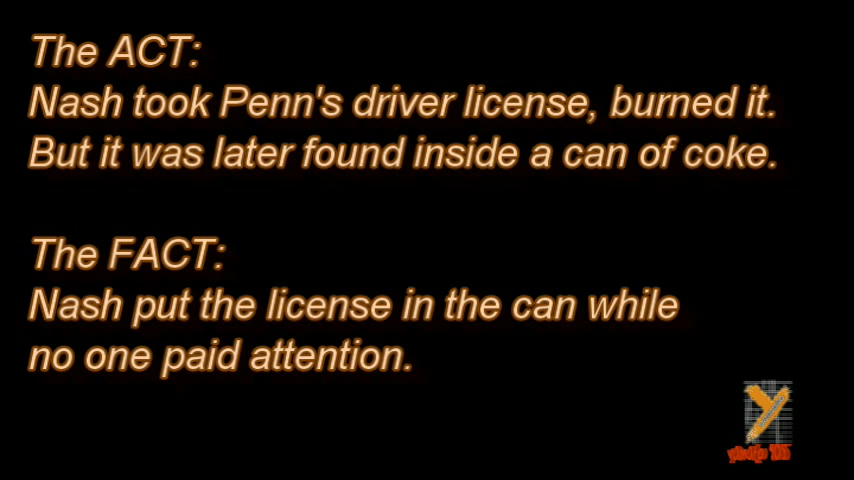 The ACT:
Nash took Penn's driver license, burned it.
But it was later found inside a can of coke.
The FACT:
Nash put the license in the can while
no one paid attention.
Y